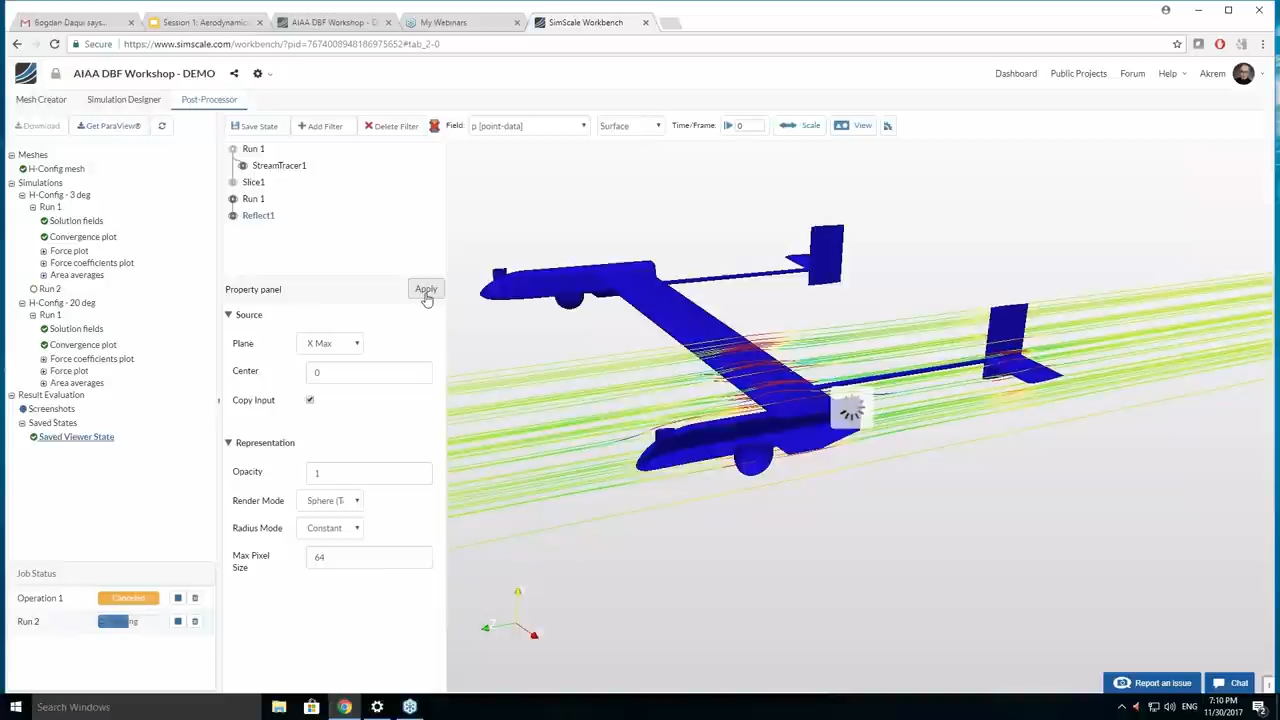 Bogdan Daqui says...
Session 1: Aerodynamics
AIAA DBF Workshop - D
My Webinars
SimScale Workbench
Secure
https://www.simscale.com/workbench/?pid=7674008948186975652#tab_2-0
AIAA DBF Workshop - DEMO
Dashboard
Public Projects
Forum
Help
Akrem
Mesh Creator
Simulation Designer
Post-Processor
Download
Get ParaView®
Save State
Add Filter
Delete Filter
Field:
p [point-data]
Surface
Time/Frame:
0
Scale
View
Meshes
H-Config mesh
Simulations
H-Config - 3 deg
Run 1
Solution fields
Convergence plot
Force plot
Force coefficients plot
Area averages
Run 2
H-Config - 20 deg
Run 1
Solution fields
Convergence plot
Force coefficients plot
Force plot
Area averages
Result Evaluation
Screenshots
Saved States
Saved Viewer State
Job Status
Operation 1
Canceled
Run 2
Run 1
StreamTracer1
Slice1
Run 1
Reflect1
Property panel
Apply
Source
Plane
X Max
Center
0
Copy Input
Representation
Opacity
1
Render Mode
Sphere (T
Radius Mode
Constant
Max Pixel
Size
64
Y
Z
Report an issue
Chat
Search Windows
ENG
7:10 PM
11/30/2017
2